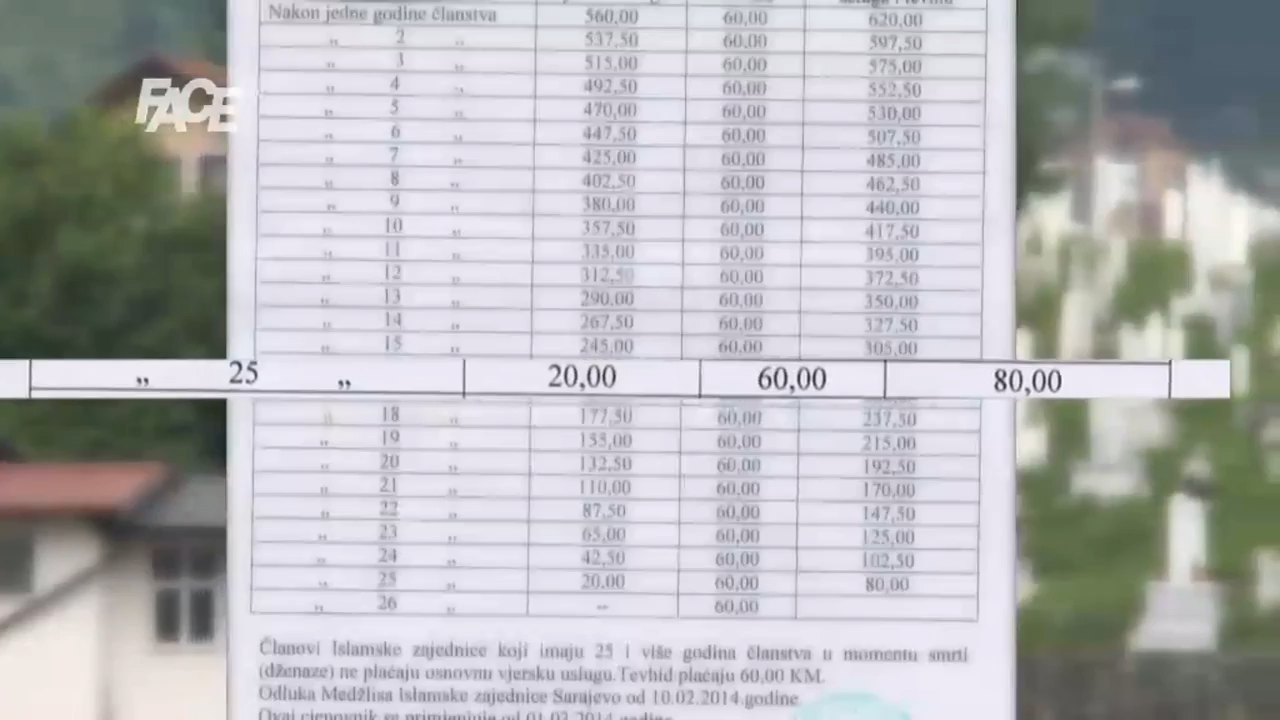 FACE
Nakon jedne godine članstva 560,00 60,00 620,00
„ 2 „ 537,50 60,00 597,50
„ 3 „ 515,00 60,00 575,00
„ 4 „ 492,50 60,00 552,50
„ 5 „ 470,00 60,00 530,00
„ 6 „ 447,50 60,00 507,50
„ 7 „ 425,00 60,00 485,00
„ 8 „ 402,50 60,00 462,50
„ 9 „ 380,00 60,00 440,00
„ 10 „ 357,50 60,00 417,50
„ 11 „ 335,00 60,00 395,00
„ 12 „ 312,50 60,00 372,50
„ 13 „ 290,00 60,00 350,00
„ 14 „ 267,50 60,00 327,50
„ 15 „ 245,00 60,00 305,00
„ 25 „ 20,00 60,00 80,00
„ 18 „ 177,50 60,00 237,50
„ 19 „ 155,00 60,00 215,00
„ 20 „ 132,50 60,00 192,50
„ 21 „ 110,00 60,00 170,00
„ 22 „ 87,50 60,00 147,50
„ 23 „ 65,00 60,00 125,00
„ 24 „ 42,50 60,00 102,50
„ 25 „ 20,00 60,00 80,00
„ 26 „ -- 60,00
Članovi Islamske zajednice koji imaju 25 i više godina članstva u momentu smrti
(dženaze) ne plaćaju osnovnu vjersku uslugu.Tevhid plaćaju 60,00 KM.
Odluka Medžlisa Islamske zajednice Sarajevo od 10.02.2014.godine.
Ovaj cjenovnik se primjenjuje od 01.02.2014.godine.